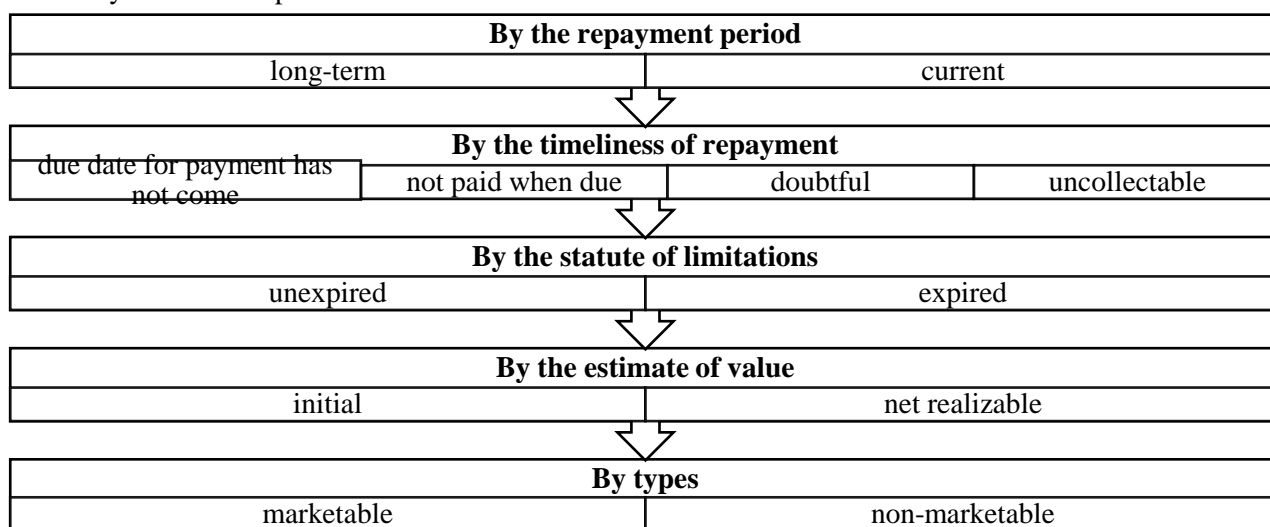 By the repayment period
long-term current
By the timeliness of repayment
due date for payment has
not come
not paid when due doubtful uncollectable
By the statute of limitations
unexpired expired
By the estimate of value
initial net realizable
By types
marketable non-marketable